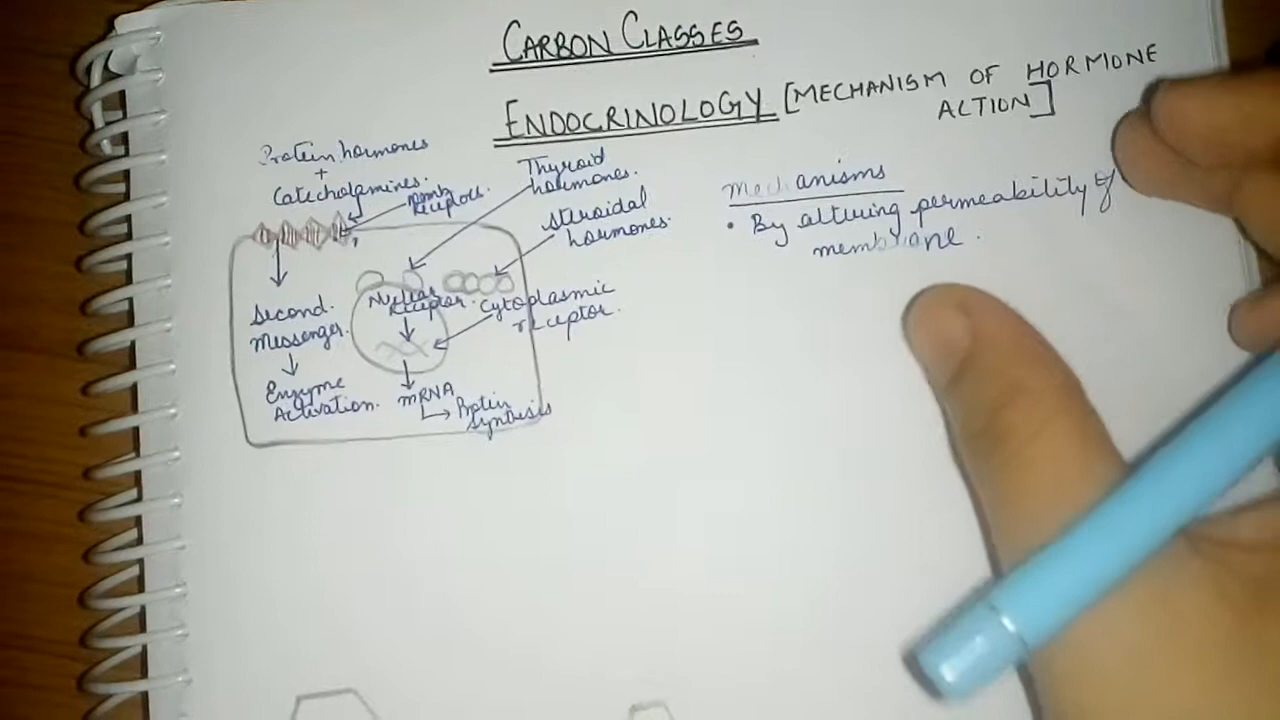 CARBON CLASSES
ENDOCRINOLOGY [MECHANISM OF HORMONE
ACTION]
Protein hormones
+
Catecholamines.
memb
receptors.
Thyroid
hormones.
steroidal
hormones.
Second
Messenger.
Enzyme
Activation.
Nuclear
Receptor.
Cytoplasmic
receptor.
mRNA
Protein
Synthesis
Mechanisms
• By altering permeability of
membrane.